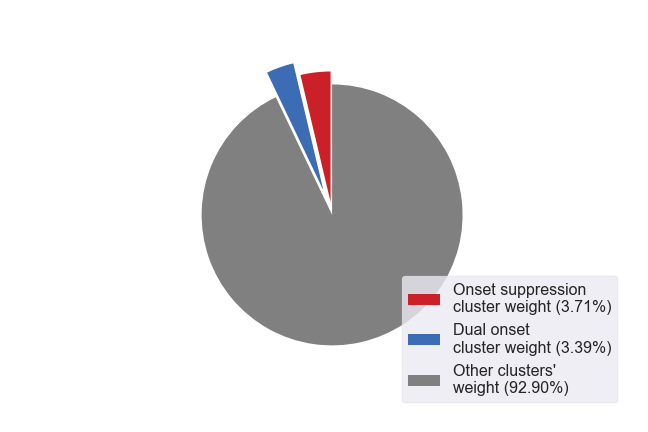 Onset suppression
cluster weight (3.71%)
Dual onset
cluster weight (3.39%)
Other clusters'
weight (92.90%)